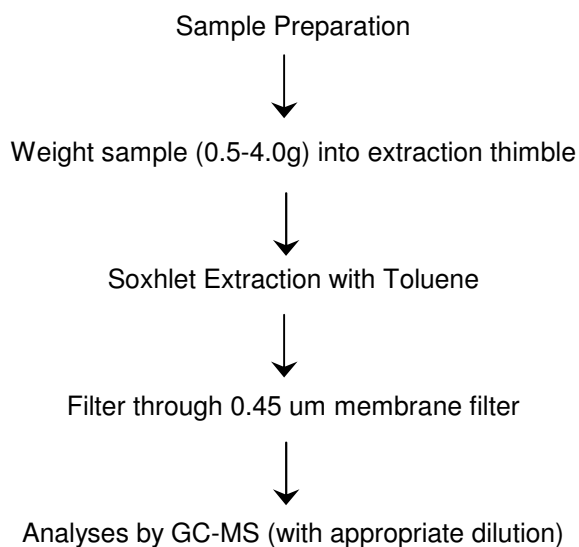 Sample Preparation
Weight sample (0.5-4.0g) into extraction thimble
Soxhlet Extraction with Toluene
Filter through 0.45 um membrane filter
Analyses by GC-MS (with appropriate dilution)